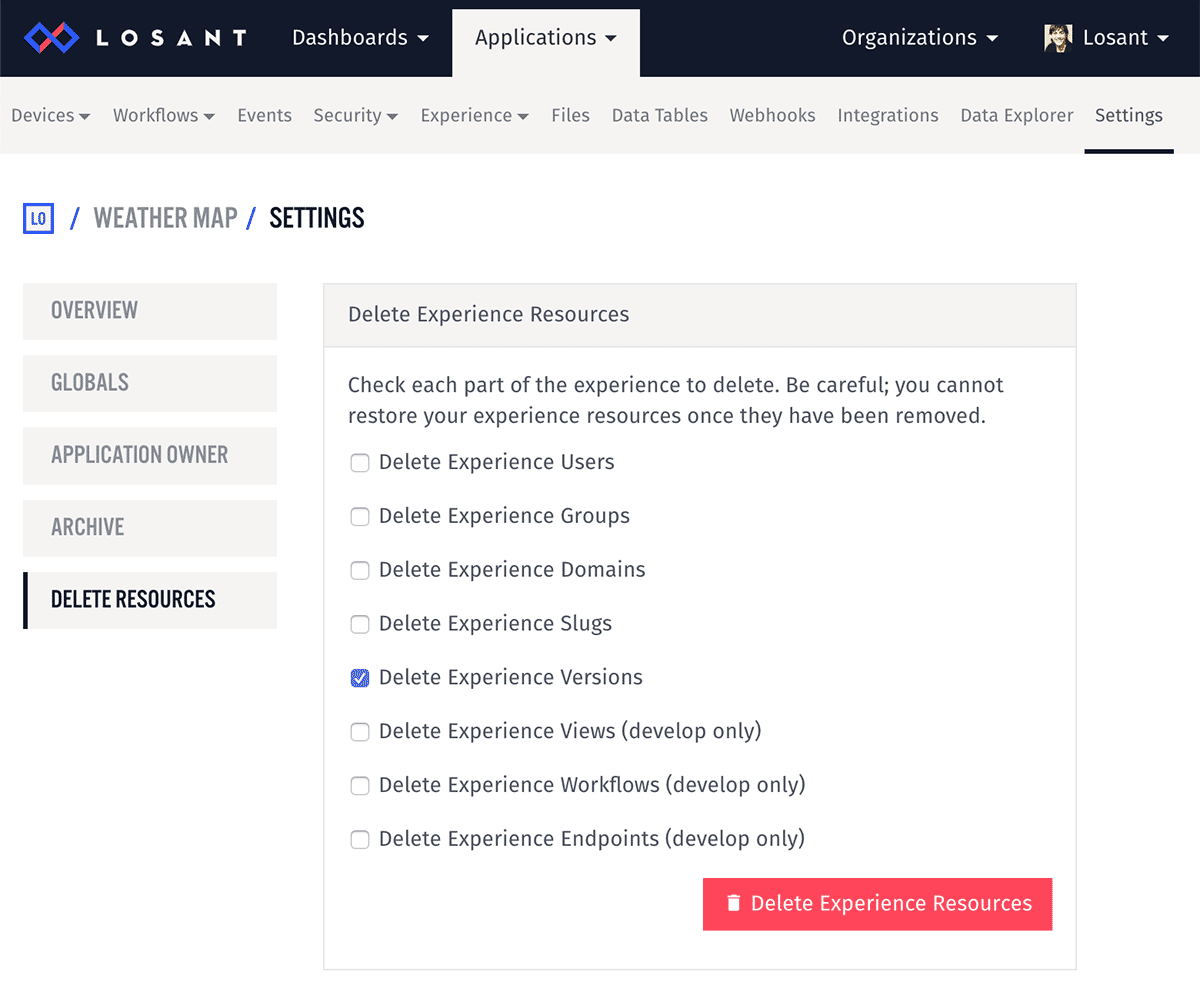 LOSANT Dashboards Applications Organizations Losant
Devices Workflows Events Security Experience Files Data Tables Webhooks Integrations Data Explorer Settings
LO / WEATHER MAP / SETTINGS
OVERVIEW
GLOBALS
APPLICATION OWNER
ARCHIVE
DELETE RESOURCES
Delete Experience Resources
Check each part of the experience to delete. Be careful; you cannot
restore your experience resources once they have been removed.
Delete Experience Users
Delete Experience Groups
Delete Experience Domains
Delete Experience Slugs
Delete Experience Versions
Delete Experience Views (develop only)
Delete Experience Workflows (develop only)
Delete Experience Endpoints (develop only)
Delete Experience Resources